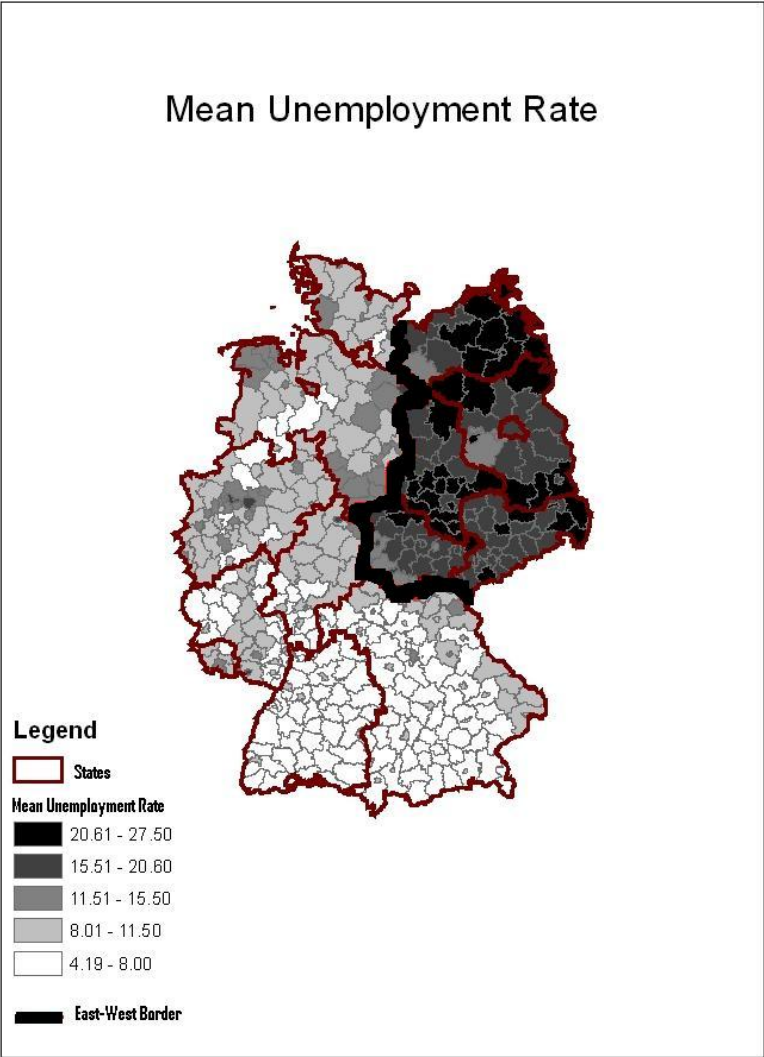 Mean Unemployment Rate
Legend
States
Mean Unemployment Rate
20.61 - 27.50
15.51 - 20.60
11.51 - 15.50
8.01 - 11.50
4.19 - 8.00
East-West Border